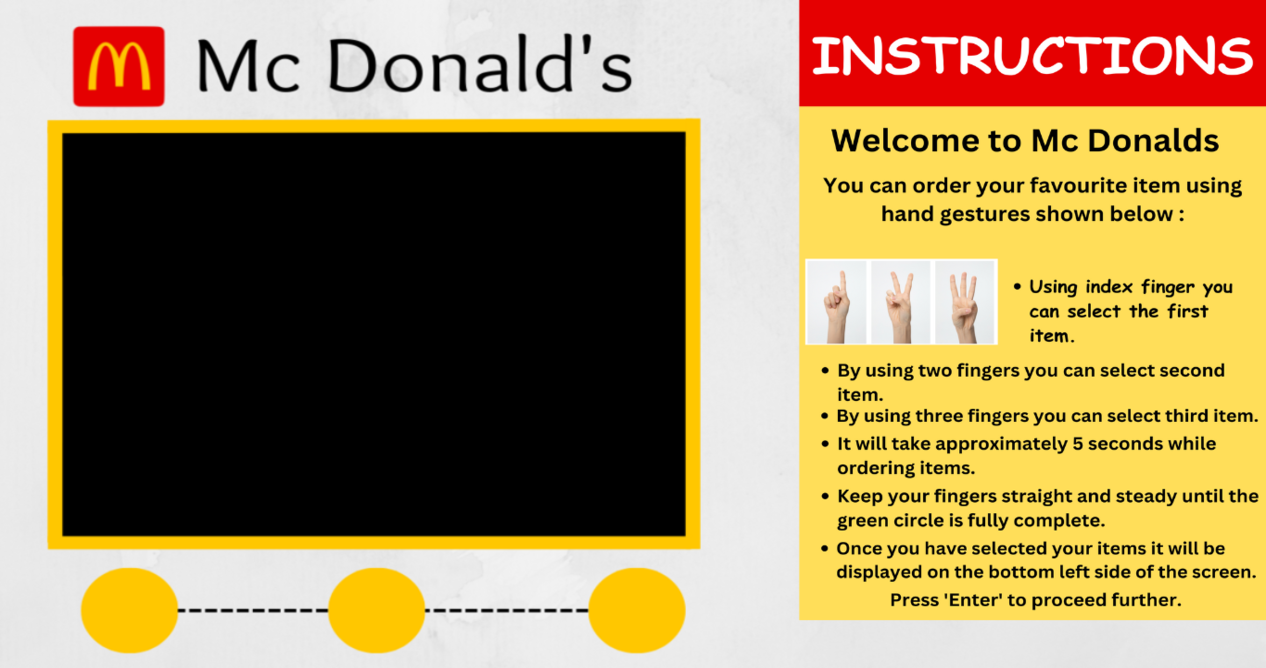 Mc Donald's
INSTRUCTIONS
Welcome to Mc Donalds
You can order your favourite item using
hand gestures shown below :
• Using index finger you
can select the first
item.
• By using two fingers you can select second
item.
• By using three fingers you can select third item.
• It will take approximately 5 seconds while
ordering items.
• Keep your fingers straight and steady until the
green circle is fully complete.
• Once you have selected your items it will be
displayed on the bottom left side of the screen.
Press 'Enter' to proceed further.